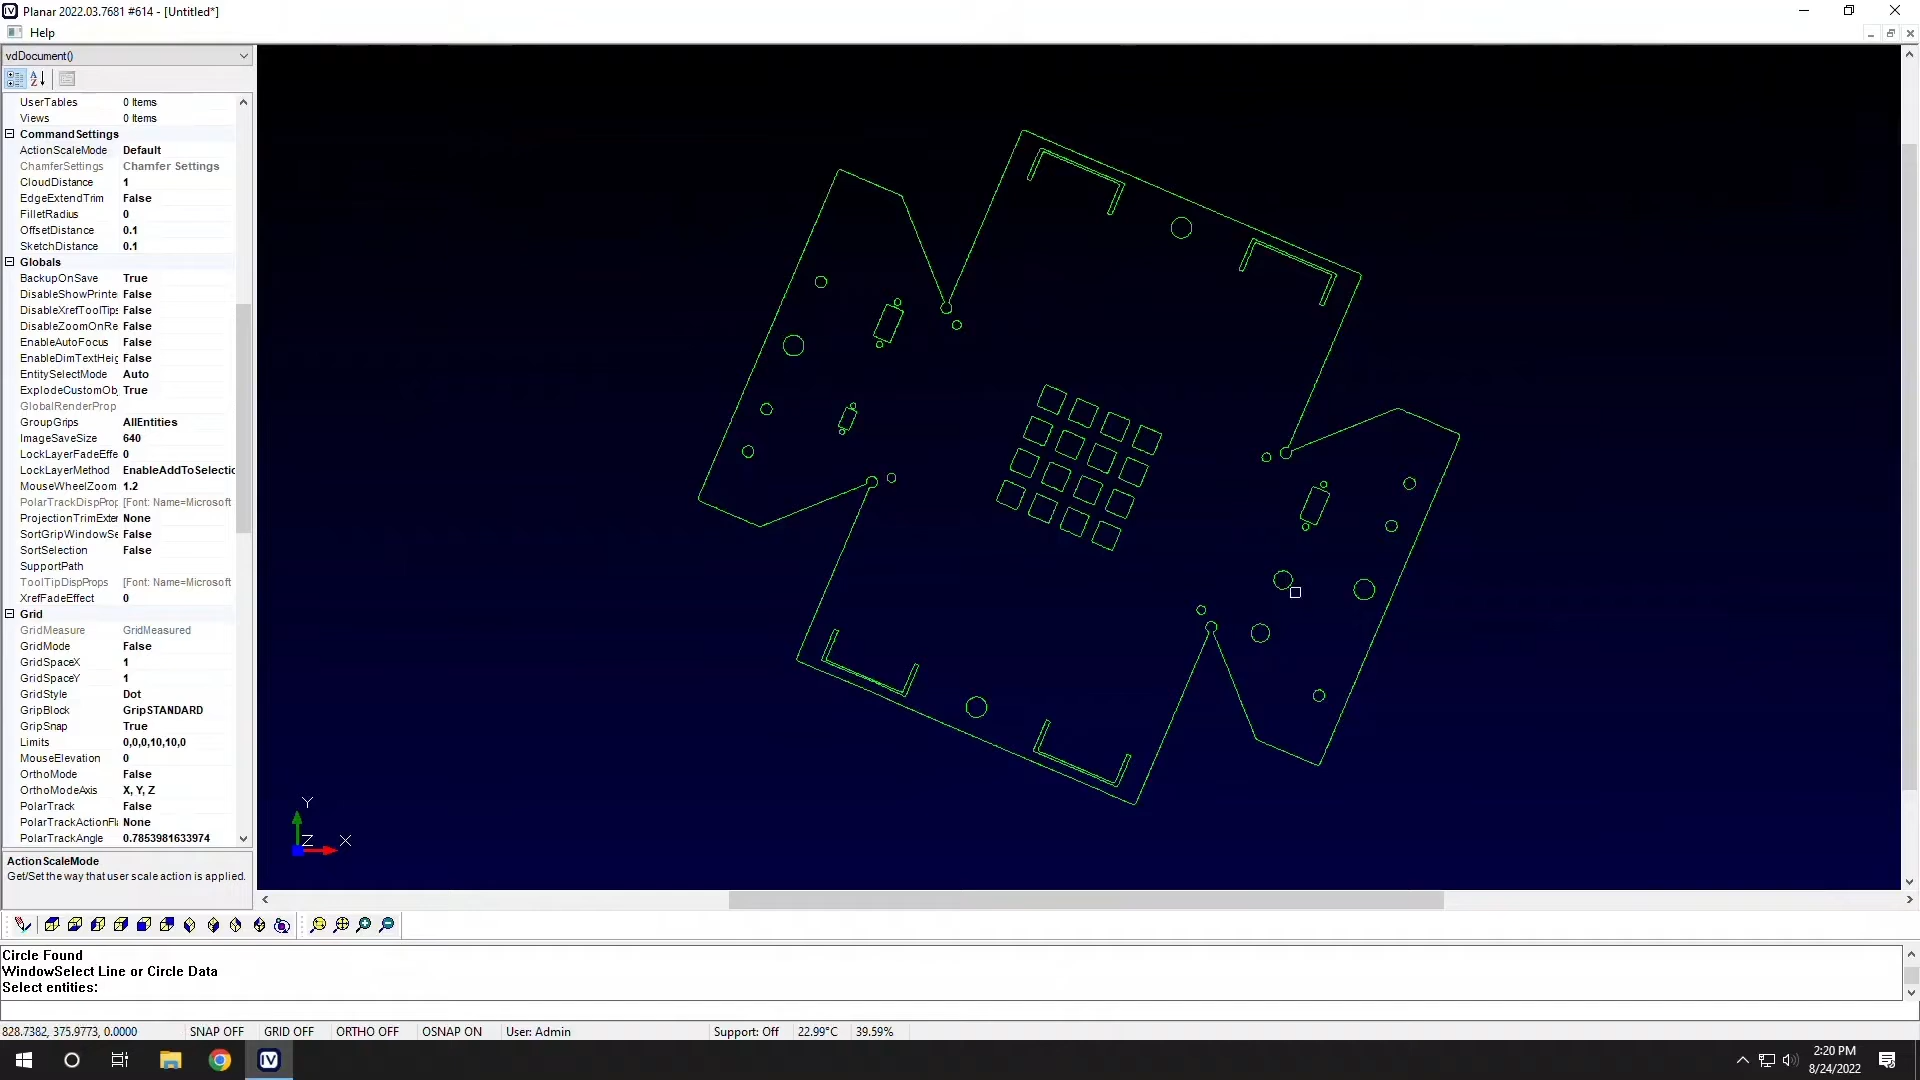 Planar 2022.03.7681 #614 - [Untitled*]
Help
vdDocument()
UserTables 0 Items
Views 0 Items
CommandSettings
ActionScaleMode Default
ChamferSettings Chamfer Settings
CloudDistance 1
EdgeExtendTrim False
FilletRadius 0
OffsetDistance 0.1
SketchDistance 0.1
Globals
BackupOnSave True
DisableShowPrinte False
DisableXrefToolTips False
DisableZoomOnRe False
EnableAutoFocus False
EnableDimTextHeig False
EntitySelectMode Auto
ExplodeCustomObj True
GlobalRenderProp
GroupGrips AllEntities
ImageSaveSize 640
LockLayerFadeEffe 0
LockLayerMethod EnableAddToSelectio
MouseWheelZoom 1.2
PolarTrackDispProp [Font: Name=Microsoft
ProjectionTrimExter None
SortGripWindowSe False
SortSelection False
SupportPath
ToolTipDispProps [Font: Name=Microsoft
XrefFadeEffect 0
Grid
GridMeasure GridMeasured
GridMode False
GridSpaceX 1
GridSpaceY 1
GridStyle Dot
GripBlock GripSTANDARD
GripSnap True
Limits 0,0,0,10,10,0
MouseElevation 0
OrthoMode False
OrthoModeAxis X, Y, Z
PolarTrack False
PolarTrackActionFla None
PolarTrackAngle 0.7853981633974
ActionScaleMode
Get/Set the way that user scale action is applied.
Y
Z X
Circle Found
WindowSelect Line or Circle Data
Select entities:
828.7382, 375.9773, 0.0000 SNAP OFF GRID OFF ORTHO OFF OSNAP ON User: Admin Support: Off 22.99°C 39.59%
2:20 PM
8/24/2022